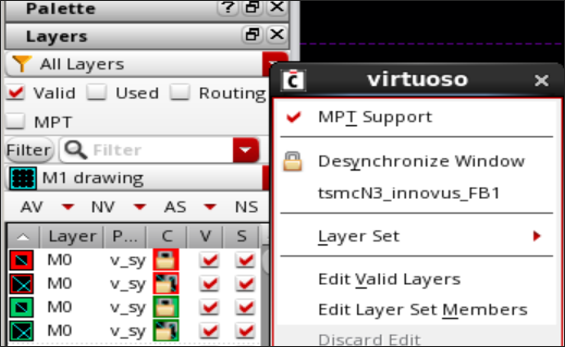 Palette
Layers
All Layers
Valid Used Routing
MPT
Filter Filter
M1 drawing
AV NV AS NS
Layer P... C V S
M0 v_sy
M0 v_sy
M0 v_sy
M0 v_sy
virtuoso
MPT Support
Desynchronize Window
tsmcN3_innovus_FB1
Layer Set
Edit Valid Layers
Edit Layer Set Members
Discard Edit